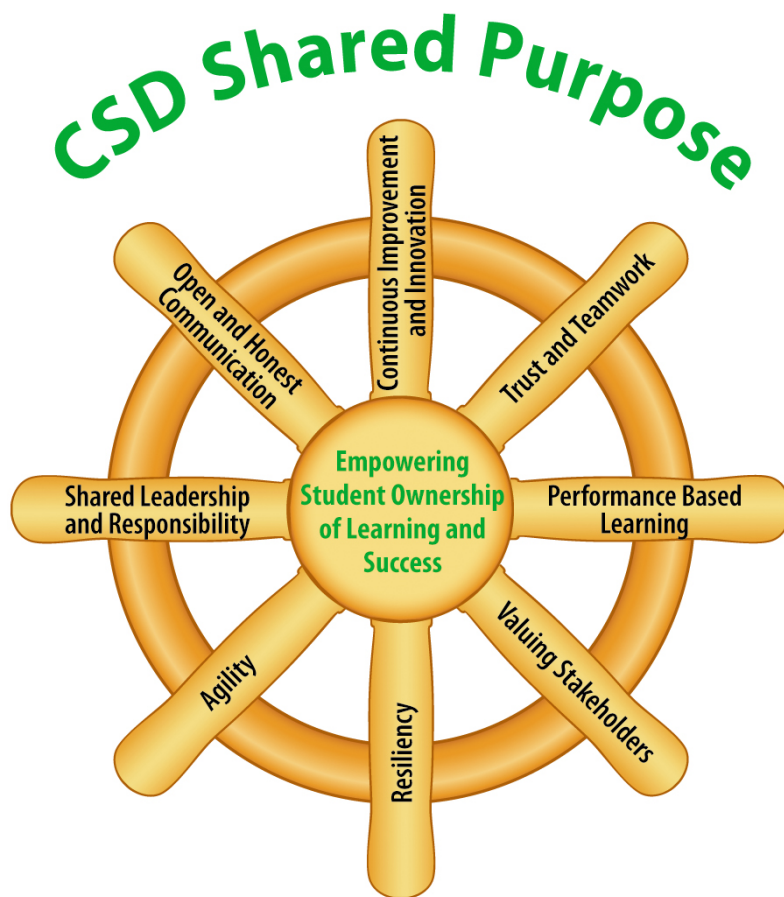 CSD Shared Purpose
Continuous Improvement
and Innovation
Trust and Teamwork
Performance Based
Learning
Valuing Stakeholders
Resiliency
Agility
Shared Leadership
and Responsibility
Open and Honest
Communication
Empowering
Student Ownership
of Learning and
Success